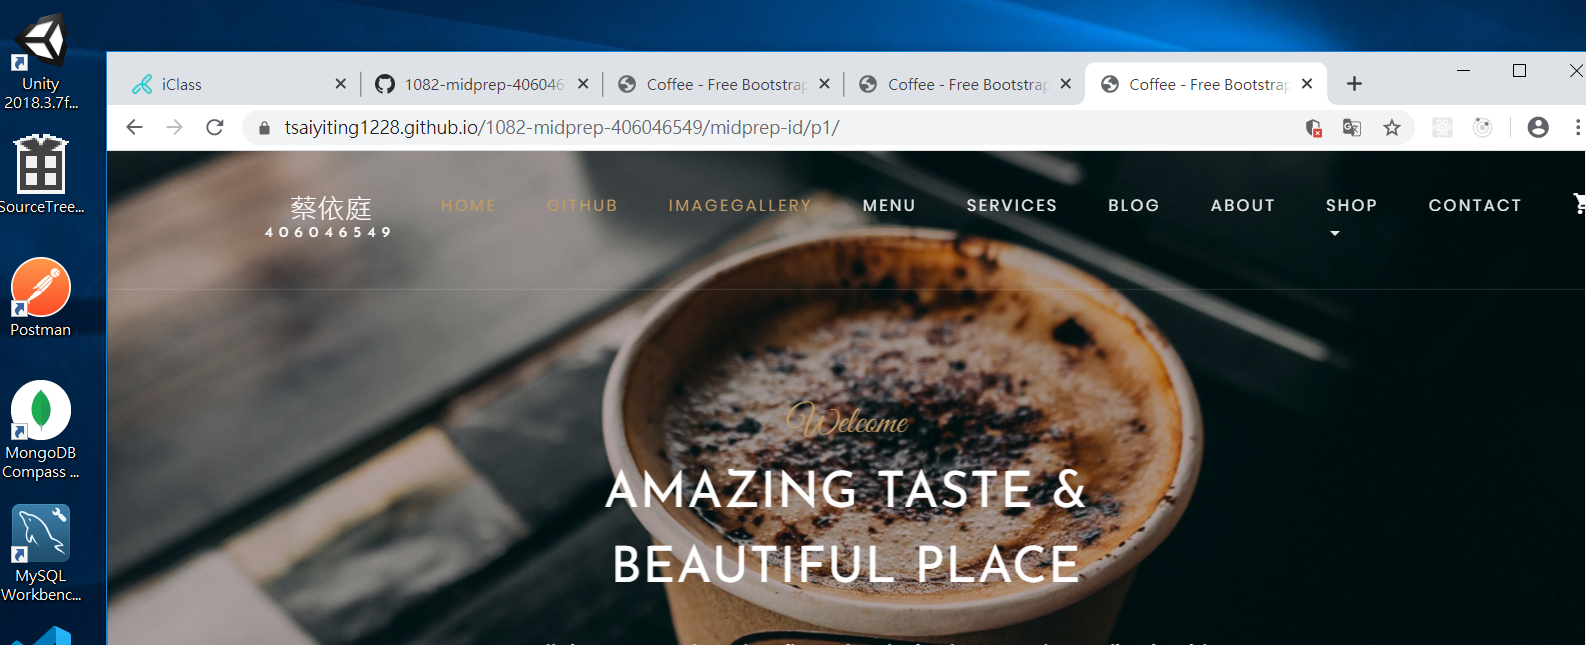 Unity
2018.3.7f...
SourceTree...
Postman
MongoDB
Compass ...
MySQL
Workbenc...
iClass
1082-midprep-406046
Coffee - Free Bootstrap
Coffee - Free Bootstrap
Coffee - Free Bootstrap
tsaiyiting1228.github.io/1082-midprep-406046549/midprep-id/p1/
蔡依庭
406046549
HOME
GITHUB
IMAGEGALLERY
MENU
SERVICES
BLOG
ABOUT
SHOP
CONTACT
Welcome
AMAZING TASTE &
BEAUTIFUL PLACE